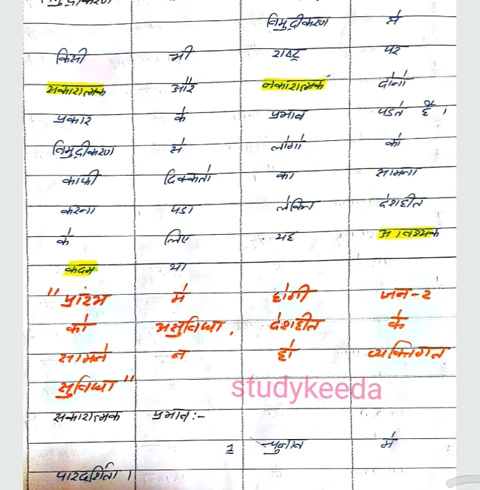 विमुद्रीकरण से
किसी भी राष्ट्र पर
सकारात्मक और नकारात्मक दोनों
प्रकार के प्रभाव पड़ते हैं।
विमुद्रीकरण से लोगों को
काफी दिक्कतों का सामना
करना पड़ा लेकिन देशहीत
के लिए यह आवश्यक
कदम था
"प्रांरभ में होगी जन-2
को असुविधा, देशहीत के
सामने न हो व्यक्तिगत
सुविधा"
studykeeda
सकारात्मक प्रभाव:-
1 चुनाव में
पारदर्शिता।